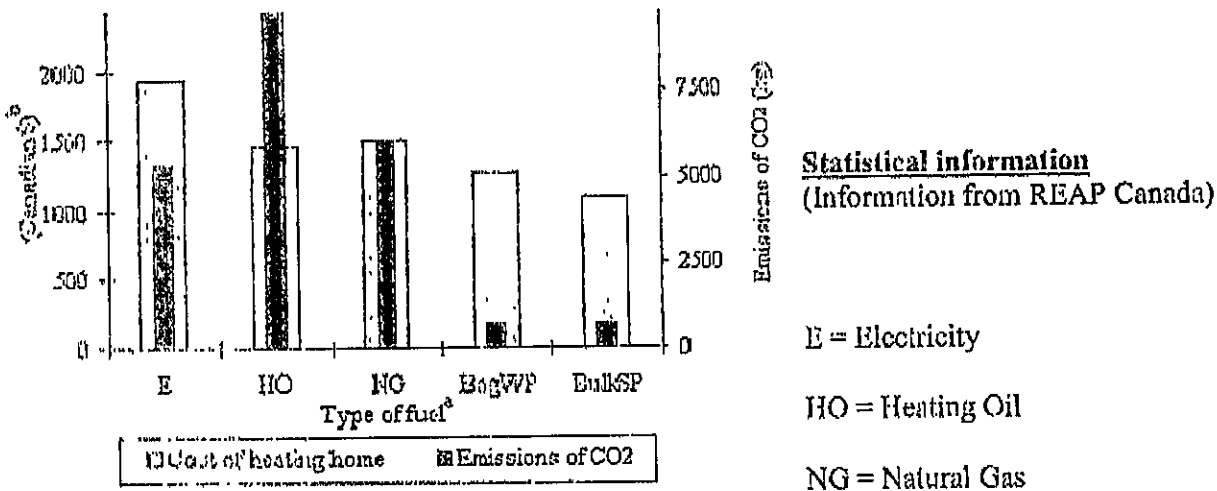 2000
1500
1000
500
0
(Canadian $)b
7500
5000
2500
0
Emissions of CO2 (kg)
E HO NG BagWP BulkSP
Type of fuel a
Cost of heating home Emissions of CO2
Statistical information
(Information from REAP Canada)
E = Electricity
HO = Heating Oil
NG = Natural Gas